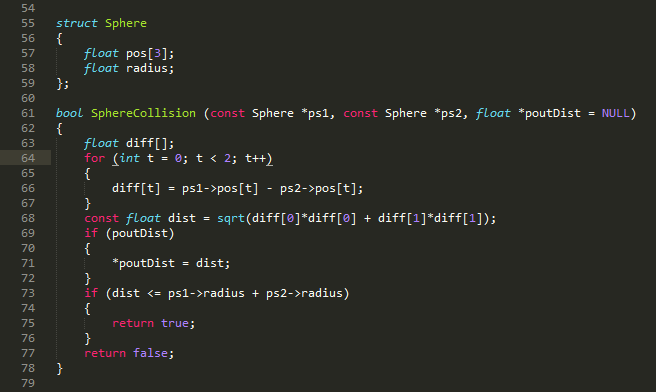 54
55 struct Sphere
56 {
57     float pos[3];
58     float radius;
59 };
60
61 bool SphereCollision (const Sphere *ps1, const Sphere *ps2, float *poutDist = NULL)
62 {
63     float diff[];
64     for (int t = 0; t < 2; t++)
65     {
66         diff[t] = ps1->pos[t] - ps2->pos[t];
67     }
68     const float dist = sqrt(diff[0]*diff[0] + diff[1]*diff[1]);
69     if (poutDist)
70     {
71         *poutDist = dist;
72     }
73     if (dist <= ps1->radius + ps2->radius)
74     {
75         return true;
76     }
77     return false;
78 }
79